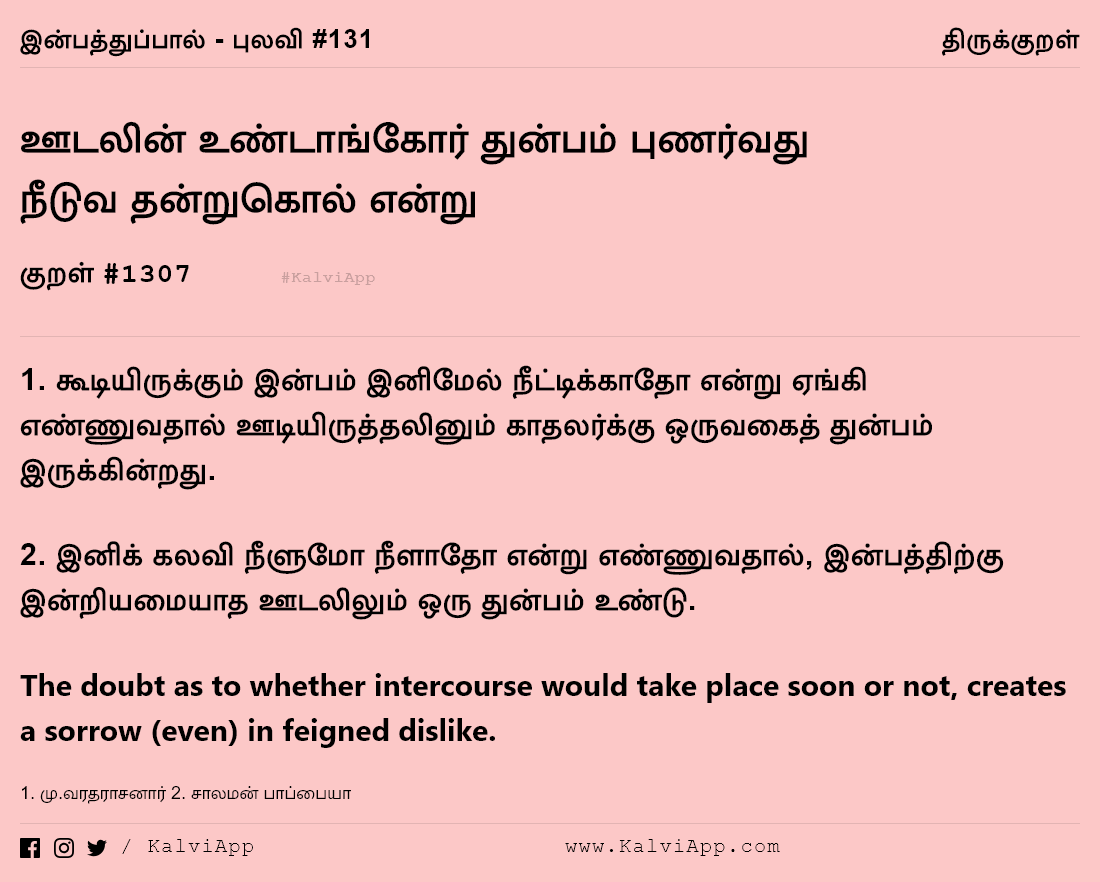 இன்பத்துப்பால் - புலவி #131
திருக்குறள்
ஊடலின் உண்டாங்கோர் துன்பம் புணர்வது
நீடுவ தன்றுகொல் என்று
குறள் #1307
#KalviApp
1. கூடியிருக்கும் இன்பம் இனிமேல் நீட்டிக்காதோ என்று ஏங்கி
எண்ணுவதால் ஊடியிருத்தலினும் காதலர்க்கு ஒருவகைத் துன்பம்
இருக்கின்றது.
2. இனிக் கலவி நீளுமோ நீளாதோ என்று எண்ணுவதால், இன்பத்திற்கு
இன்றியமையாத ஊடலிலும் ஒரு துன்பம் உண்டு.
The doubt as to whether intercourse would take place soon or not, creates
a sorrow (even) in feigned dislike.
1. மு.வரதராசனார் 2. சாலமன் பாப்பையா
/ KalviApp
www.KalviApp.com